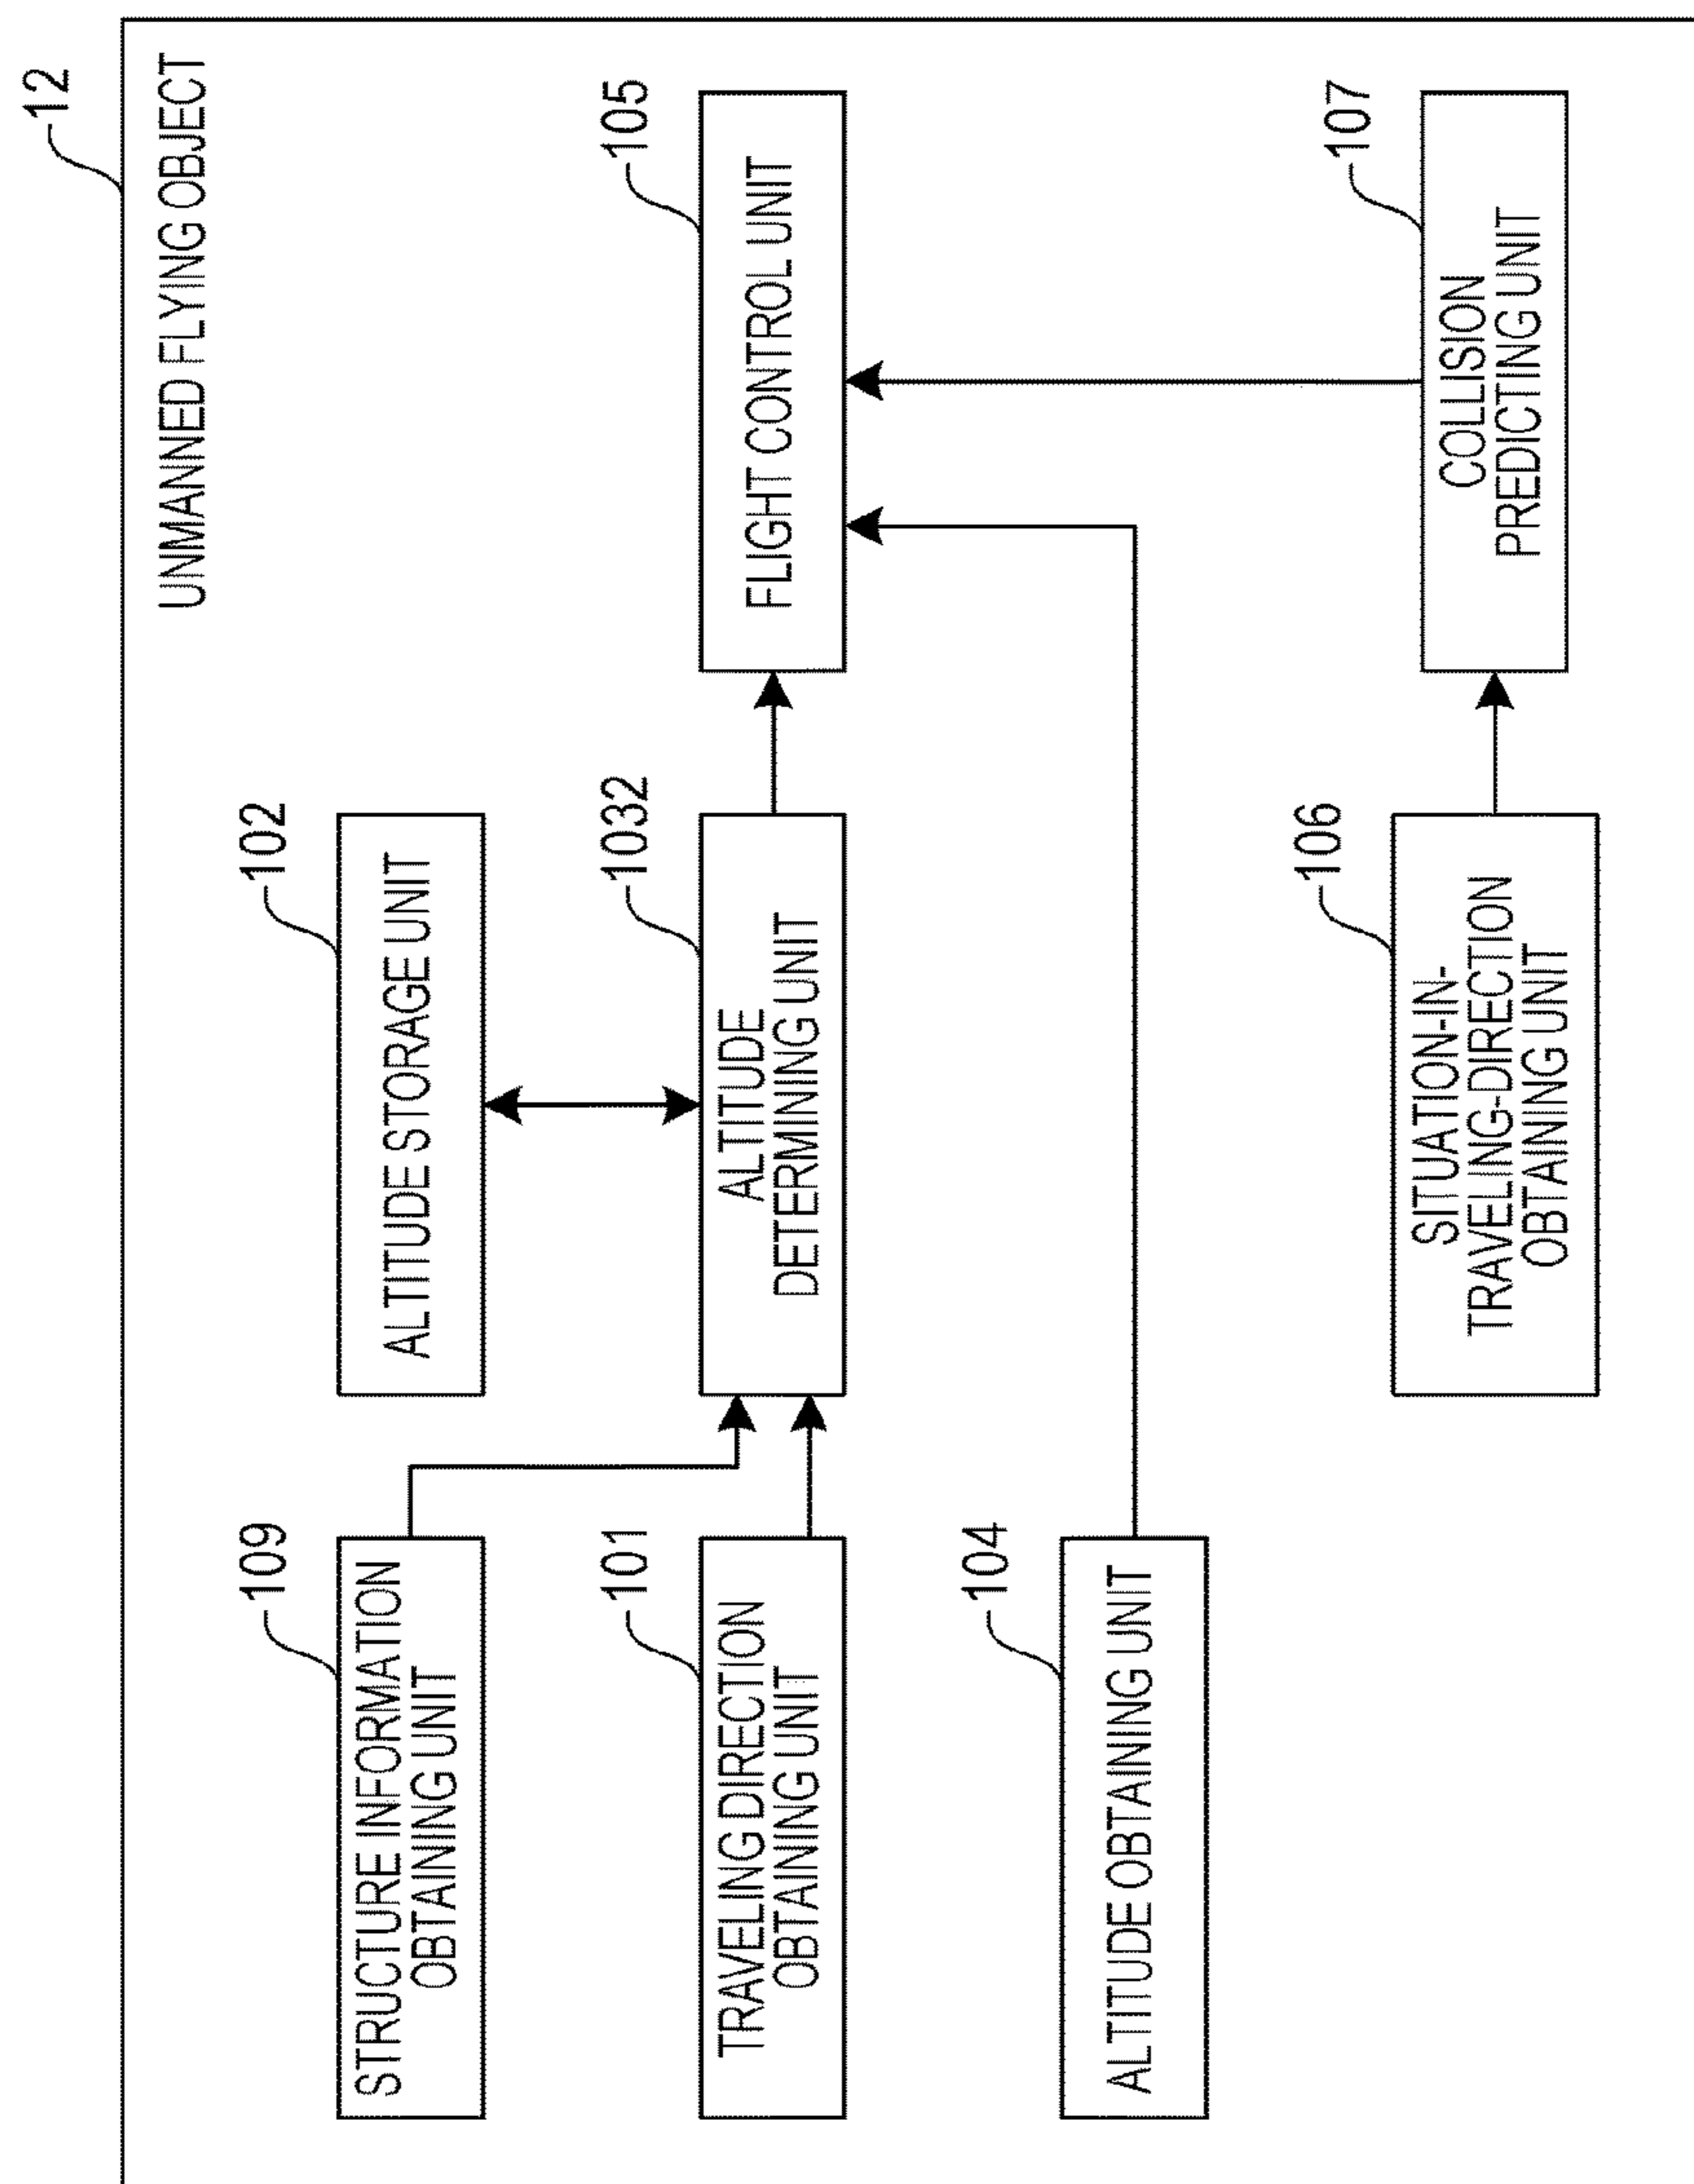 12
UNMANNED FLYING OBJECT
109
STRUCTURE INFORMATION
OBTAINING UNIT
102
ALTITUDE STORAGE UNIT
101
TRAVELING DIRECTION
OBTAINING UNIT
1032
ALTITUDE
DETERMINING UNIT
105
FLIGHT CONTROL UNIT
104
ALTITUDE OBTAINING UNIT
106
SITUATION-IN-
TRAVELING-DIRECTION
OBTAINING UNIT
107
COLLISION
PREDICTING UNIT